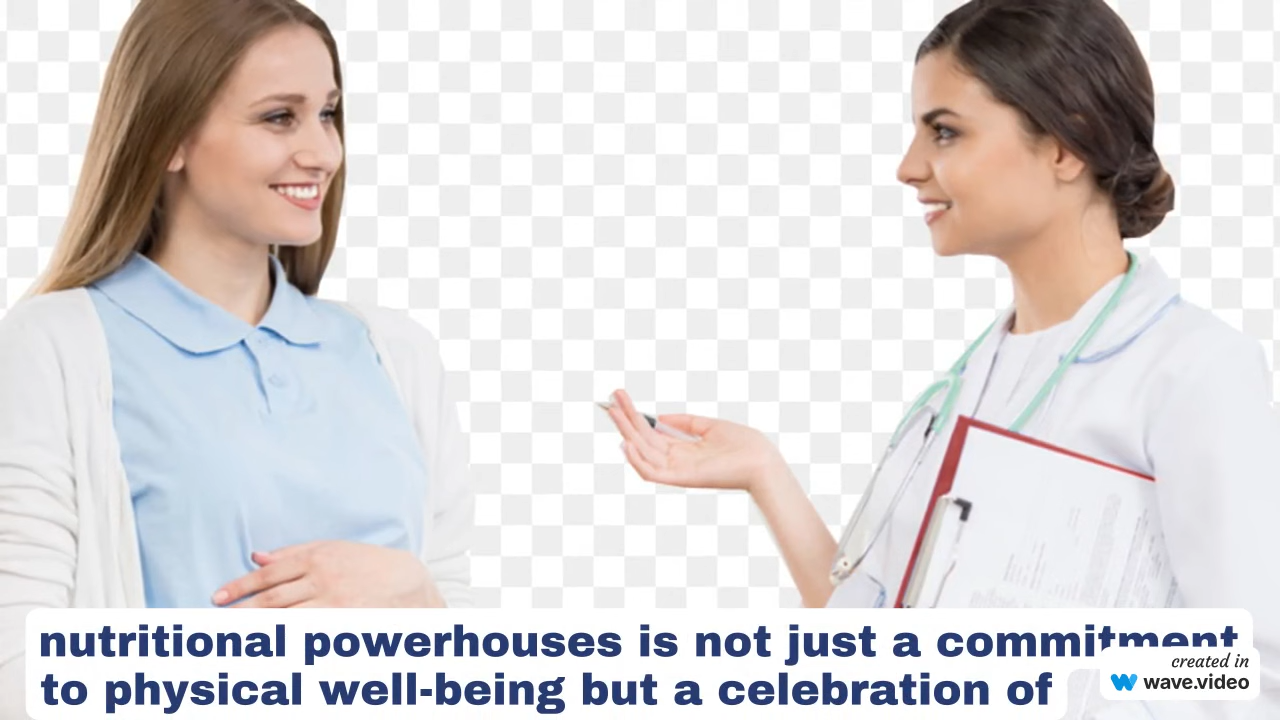 nutritional powerhouses is not just a commitment
to physical well-being but a celebration of
created in
wave.video